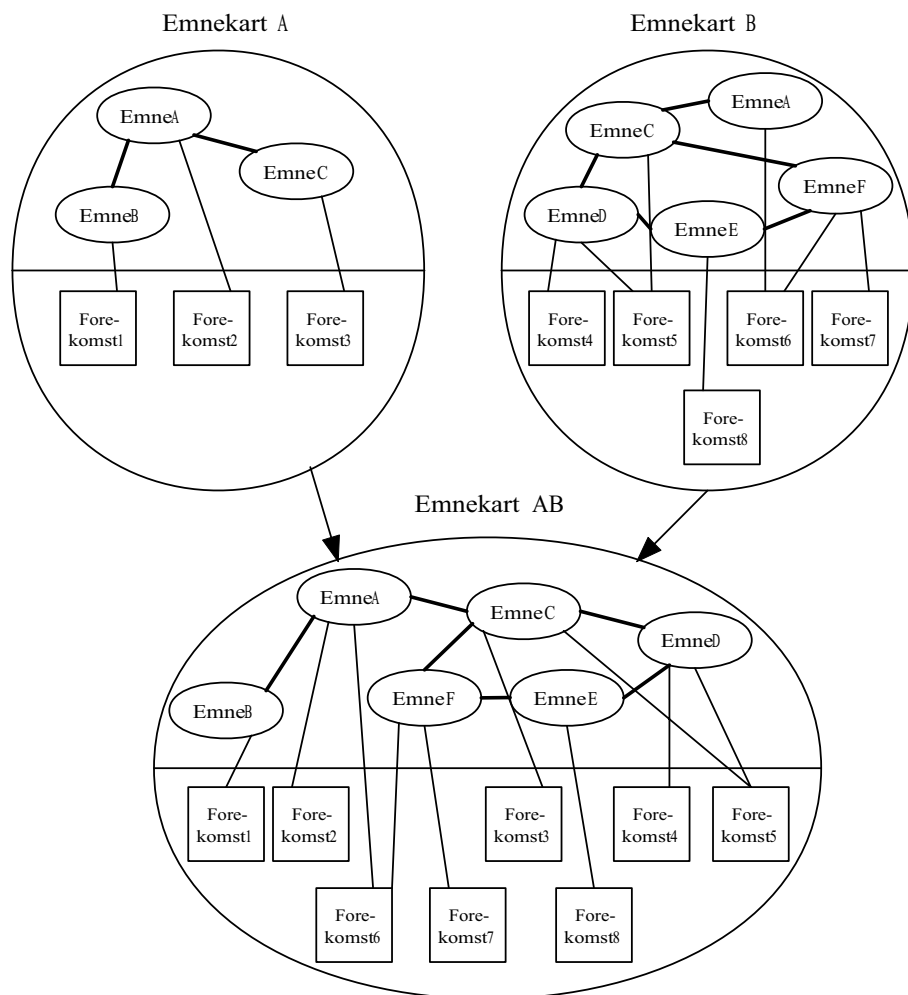 Emnekart A
EmneA
EmneC
EmneB
Fore-
komst1
Fore-
komst2
Fore-
komst3
Emnekart B
EmneA
EmneC
EmneF
EmneD
EmneE
Fore-
komst4
Fore-
komst5
Fore-
komst6
Fore-
komst7
Fore-
komst8
Emnekart AB
EmneA
EmneC
EmneD
EmneB
EmneF
EmneE
Fore-
komst1
Fore-
komst2
Fore-
komst3
Fore-
komst4
Fore-
komst5
Fore-
komst6
Fore-
komst7
Fore-
komst8